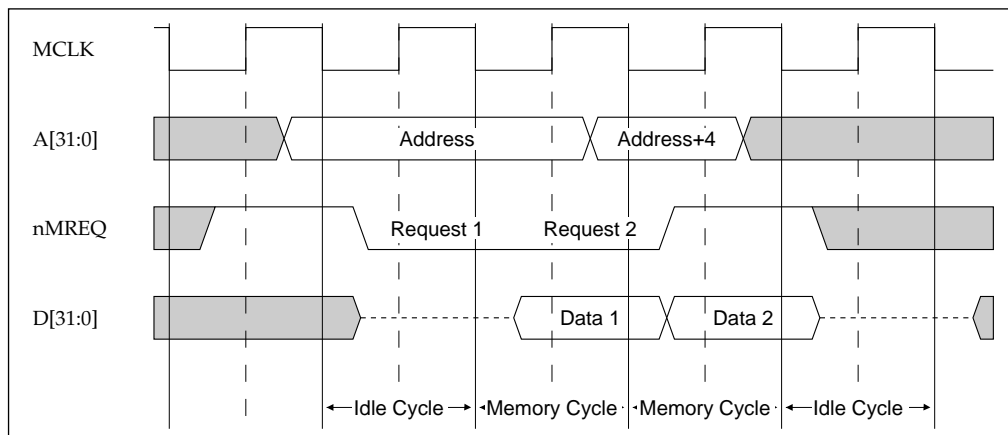 MCLK
A[31:0]
Address
Address+4
nMREQ
Request 1
Request 2
D[31:0]
Data 1
Data 2
Idle Cycle
Memory Cycle
Memory Cycle
Idle Cycle